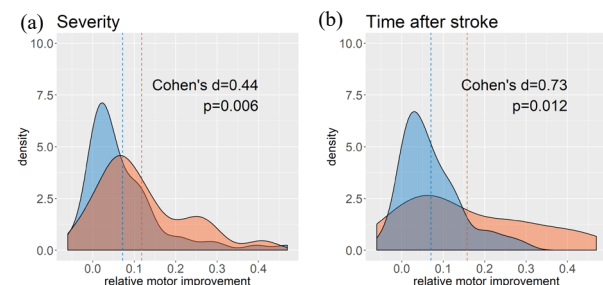 (a) Severity
10.0
7.5
5.0
2.5
0.0
density
Cohen's d=0.44
p=0.006
0.0 0.1 0.2 0.3 0.4
relative motor improvement
(b) Time after stroke
10.0
7.5
5.0
2.5
0.0
density
Cohen's d=0.73
p=0.012
0.0 0.1 0.2 0.3 0.4
relative motor improvement